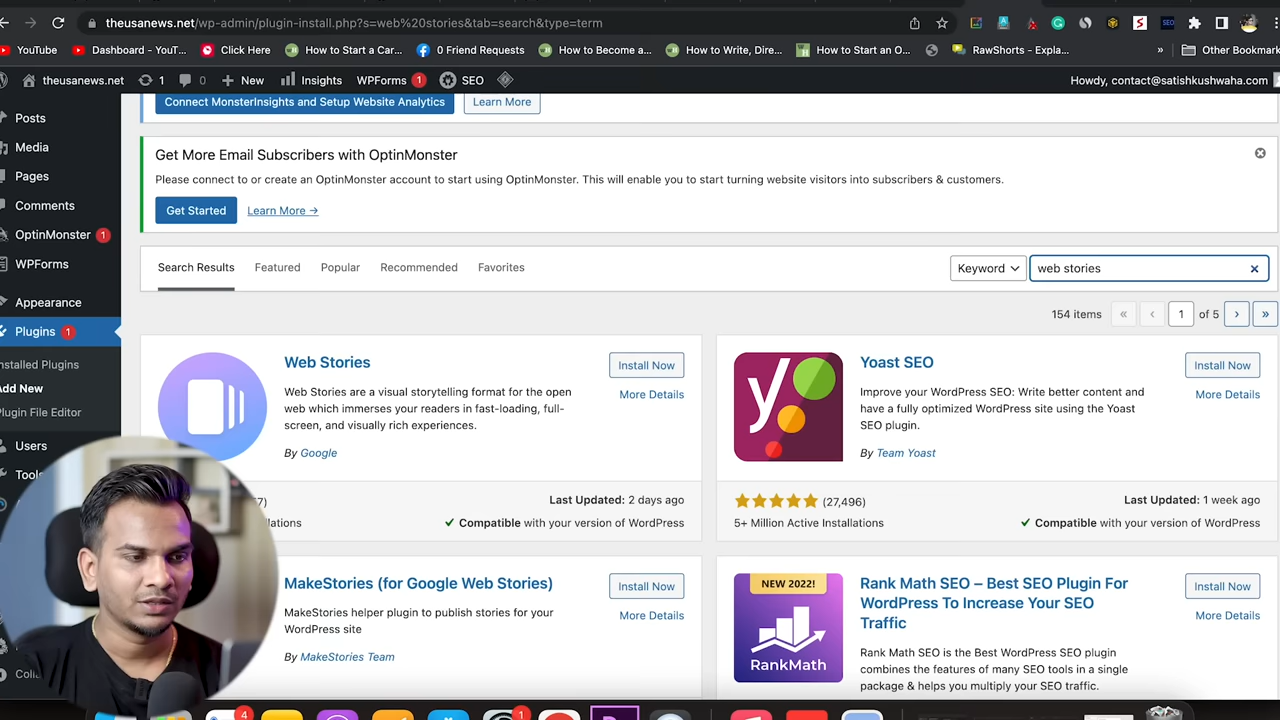 theusanews.net/wp-admin/plugin-install.php?s=web%20stories&tab=search&type=term
YouTube
Dashboard - YouT...
Click Here
How to Start a Car...
0 Friend Requests
How to Become a...
How to Write, Dire...
How to Start an O...
RawShorts - Expla...
»
Other Bookmark
theusanews.net
1
0
New
Insights
WPForms
1
SEO
Howdy, contact@satishkushwaha.com
Posts
Media
Pages
Comments
OptinMonster 1
WPForms
Appearance
Plugins 1
nstalled Plugins
Add New
Plugin File Editor
Users
Tools
Colla
Connect MonsterInsights and Setup Website Analytics
Learn More
Get More Email Subscribers with OptinMonster
Please connect to or create an OptinMonster account to start using OptinMonster. This will enable you to start turning website visitors into subscribers & customers.
Get Started
Learn More →
Search Results
Featured
Popular
Recommended
Favorites
Keyword
web stories
154 items
«
‹
1
of 5
›
»
Web Stories
Install Now
More Details
Web Stories are a visual storytelling format for the open
web which immerses your readers in fast-loading, full-
screen, and visually rich experiences.
By Google
7)
Last Updated: 2 days ago
lations
Compatible with your version of WordPress
Yoast SEO
Install Now
More Details
Improve your WordPress SEO: Write better content and
have a fully optimized WordPress site using the Yoast
SEO plugin.
By Team Yoast
(27,496)
Last Updated: 1 week ago
5+ Million Active Installations
Compatible with your version of WordPress
MakeStories (for Google Web Stories)
Install Now
More Details
MakeStories helper plugin to publish stories for your
WordPress site
By MakeStories Team
NEW 2022!
RankMath
Rank Math SEO – Best SEO Plugin For
WordPress To Increase Your SEO
Traffic
Install Now
More Details
Rank Math SEO is the Best WordPress SEO plugin
combines the features of many SEO tools in a single
package & helps you multiply your SEO traffic.
4
1